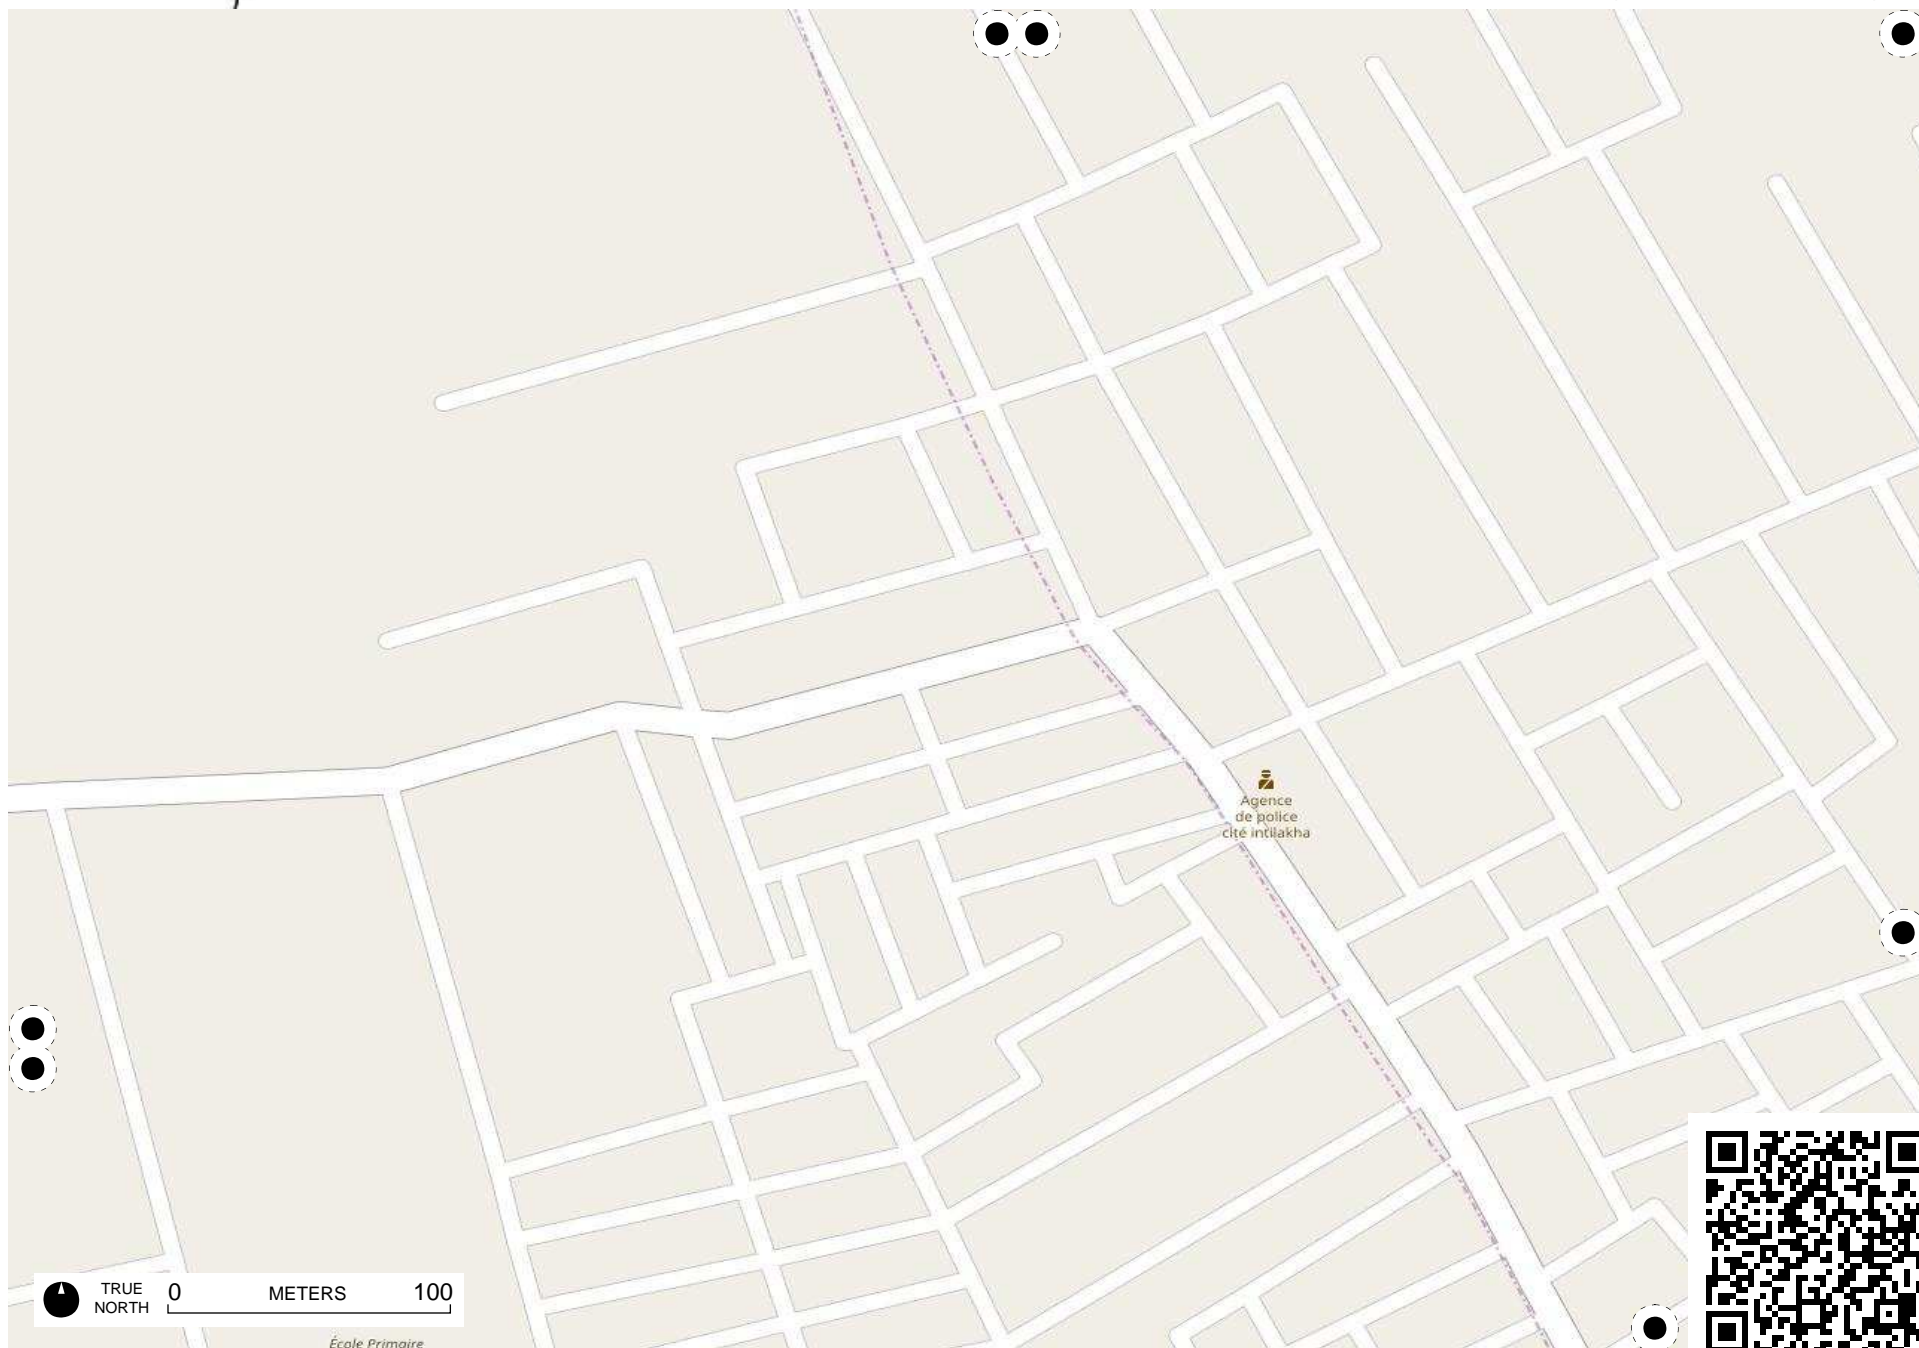 Agence
de police
cité intilakha
TRUE
NORTH
0 METERS 100
École Primaire